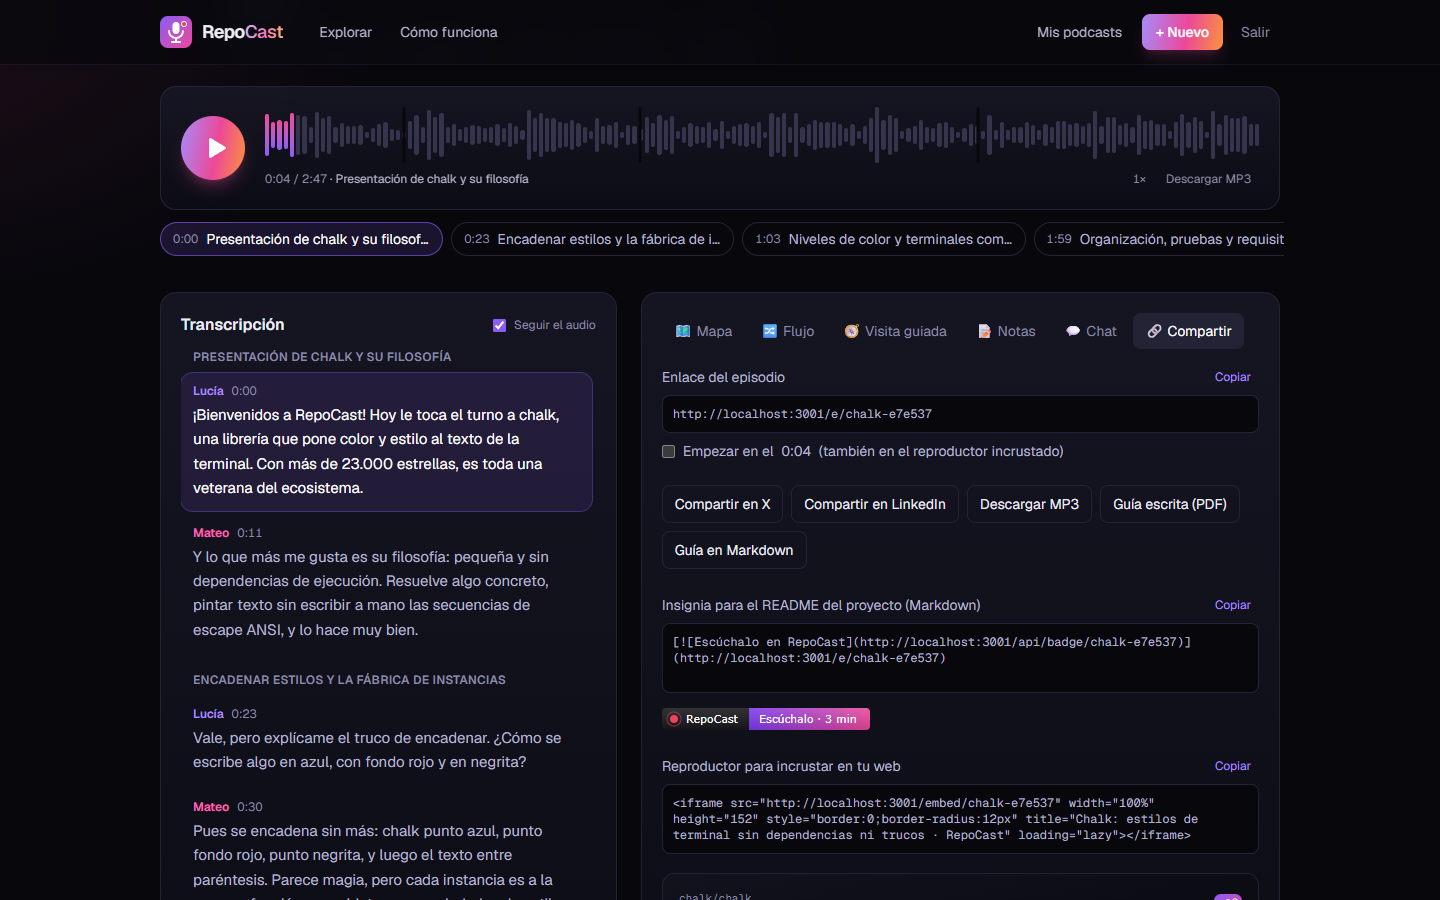 RepoCast
Explorar
Cómo funciona
Mis podcasts
+ Nuevo
Salir
0:04 / 2:47 · Presentación de chalk y su filosofía
1×
Descargar MP3
0:00 Presentación de chalk y su filosof…
0:23 Encadenar estilos y la fábrica de i…
1:03 Niveles de color y terminales com…
1:59 Organización, pruebas y requisit
Transcripción
Seguir el audio
PRESENTACIÓN DE CHALK Y SU FILOSOFÍA
Lucía 0:00
¡Bienvenidos a RepoCast! Hoy le toca el turno a chalk,
una librería que pone color y estilo al texto de la
terminal. Con más de 23.000 estrellas, es toda una
veterana del ecosistema.
Mateo 0:11
Y lo que más me gusta es su filosofía: pequeña y sin
dependencias de ejecución. Resuelve algo concreto,
pintar texto sin escribir a mano las secuencias de
escape ANSI, y lo hace muy bien.
ENCADENAR ESTILOS Y LA FÁBRICA DE INSTANCIAS
Lucía 0:23
Vale, pero explícame el truco de encadenar. ¿Cómo se
escribe algo en azul, con fondo rojo y en negrita?
Mateo 0:30
Pues se encadena sin más: chalk punto azul, punto
fondo rojo, punto negrita, y luego el texto entre
paréntesis. Parece magia, pero cada instancia es a la
Mapa
Flujo
Visita guiada
Notas
Chat
Compartir
Enlace del episodio
Copiar
http://localhost:3001/e/chalk-e7e537
Empezar en el 0:04 (también en el reproductor incrustado)
Compartir en X
Compartir en LinkedIn
Descargar MP3
Guía escrita (PDF)
Guía en Markdown
Insignia para el README del proyecto (Markdown)
Copiar
[![Escúchalo en RepoCast](http://localhost:3001/api/badge/chalk-e7e537)]
(http://localhost:3001/e/chalk-e7e537)
RepoCast Escúchalo · 3 min
Reproductor para incrustar en tu web
Copiar
<iframe src="http://localhost:3001/embed/chalk-e7e537" width="100%"
height="152" style="border:0;border-radius:12px" title="Chalk: estilos de
terminal sin dependencias ni trucos · RepoCast" loading="lazy"></iframe>
chalk/chalk